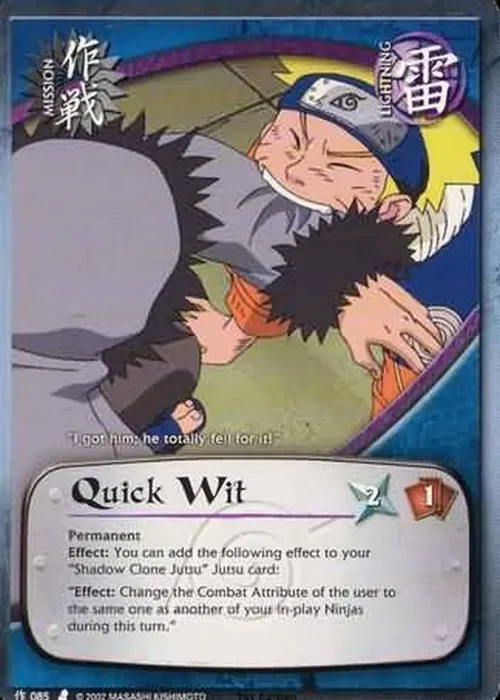 MISSION
作戦
LIGHTNING
雷
"I got him; he totally fell for it!"
Quick Wit
2
1
Permanent
Effect: You can add the following effect to your
"Shadow Clone Jutsu" Jutsu card:
"Effect: Change the Combat Attribute of the user to
the same one as another of your in-play Ninjas
during this turn."
作 085
© 2002 MASASHI KISHIMOTO